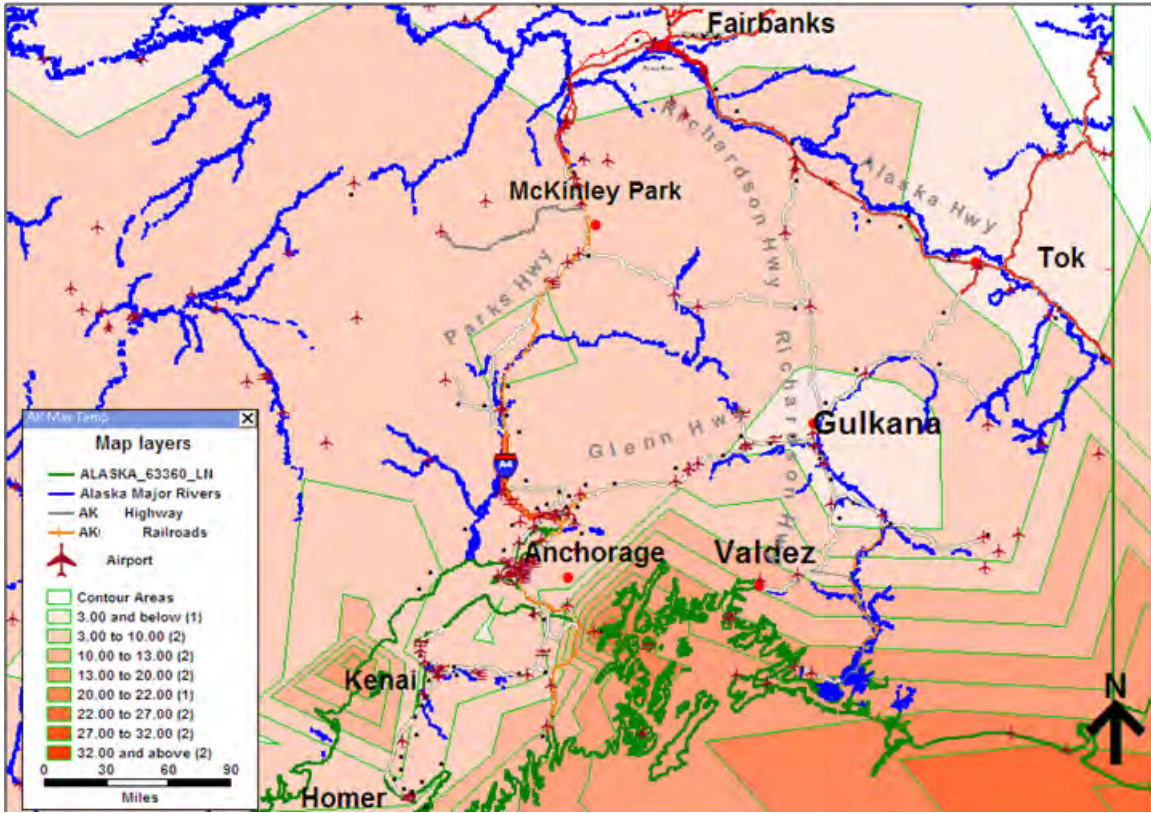 Fairbanks
Richardson Hwy
McKinley Park
Alaska Hwy
Tok
Parks Hwy
Richardson Hwy
Gulkana
Glenn Hwy
Anchorage
Valdez
Kenai
Homer
N
Map layers
ALASKA_63360_LN
Alaska Major Rivers
AK Highway
AK Railroads
Airport
Contour Areas
3.00 and below (1)
3.00 to 10.00 (2)
10.00 to 13.00 (2)
13.00 to 20.00 (2)
20.00 to 22.00 (1)
22.00 to 27.00 (2)
27.00 to 32.00 (2)
32.00 and above (2)
0 30 60 90
Miles